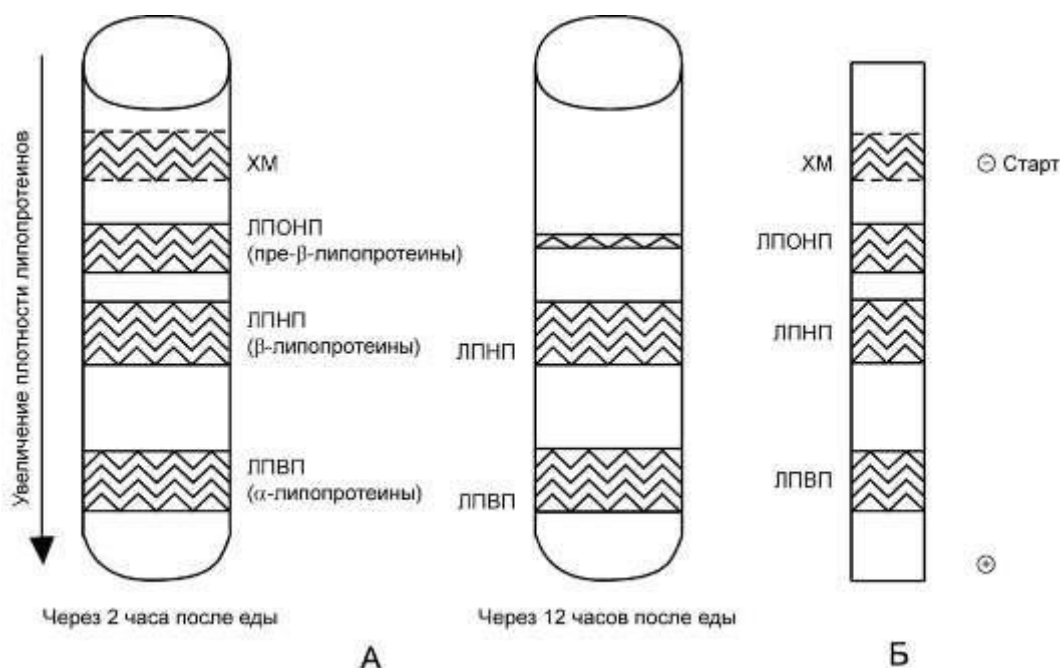 Увеличение плотности липопротеинов
ХМ
ЛПОНП
(пре-β-липопротеины)
ЛПНП
(β-липопротеины)
ЛПВП
(α-липопротеины)
Через 2 часа после еды
ЛПНП
ЛПВП
Через 12 часов после еды
А
ХМ
ЛПОНП
ЛПНП
ЛПВП
⊖ Старт
⊕
Б